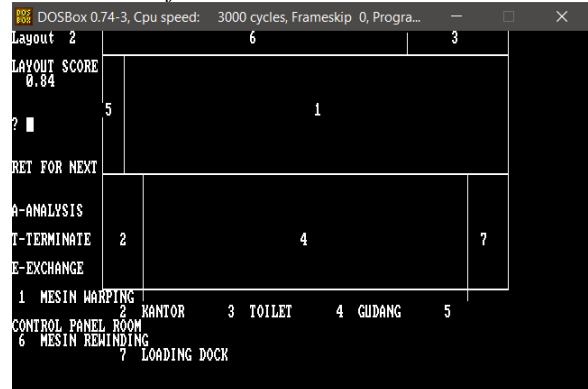 DOSBox 0.74-3, Cpu speed:    3000 cycles, Frameskip  0, Progra...
Layout  2
6
3
LAYOUT SCORE
0.84
5
1
?
RET FOR NEXT
A-ANALYSIS
T-TERMINATE
2
4
7
E-EXCHANGE
1  MESIN WARPING
2  KANTOR    3  TOILET    4  GUDANG    5
CONTROL PANEL ROOM
6  MESIN REWINDING
7  LOADING DOCK